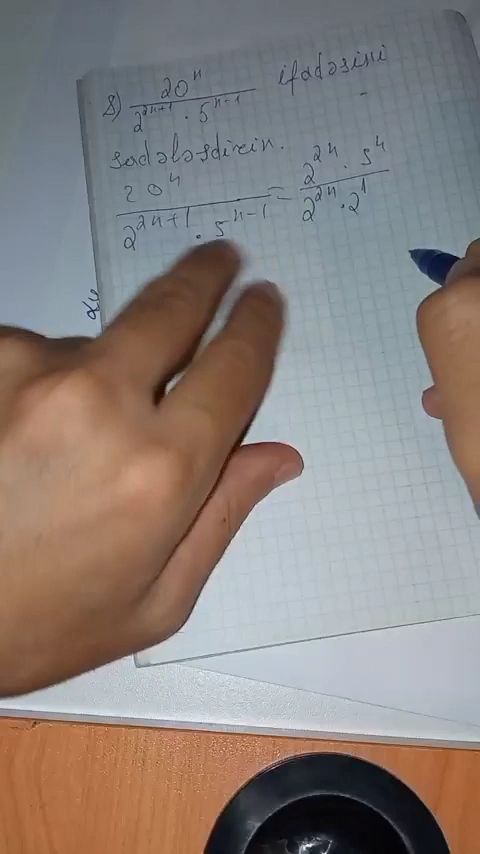 8) 20ⁿ / 2²ⁿ⁺¹ · 5ⁿ⁻¹ ifadəsini
sadələşdirin.
20ⁿ / 2²ⁿ⁺¹ · 5ⁿ⁻¹ = 2²ⁿ · 5ⁿ / 2²ⁿ · 2¹